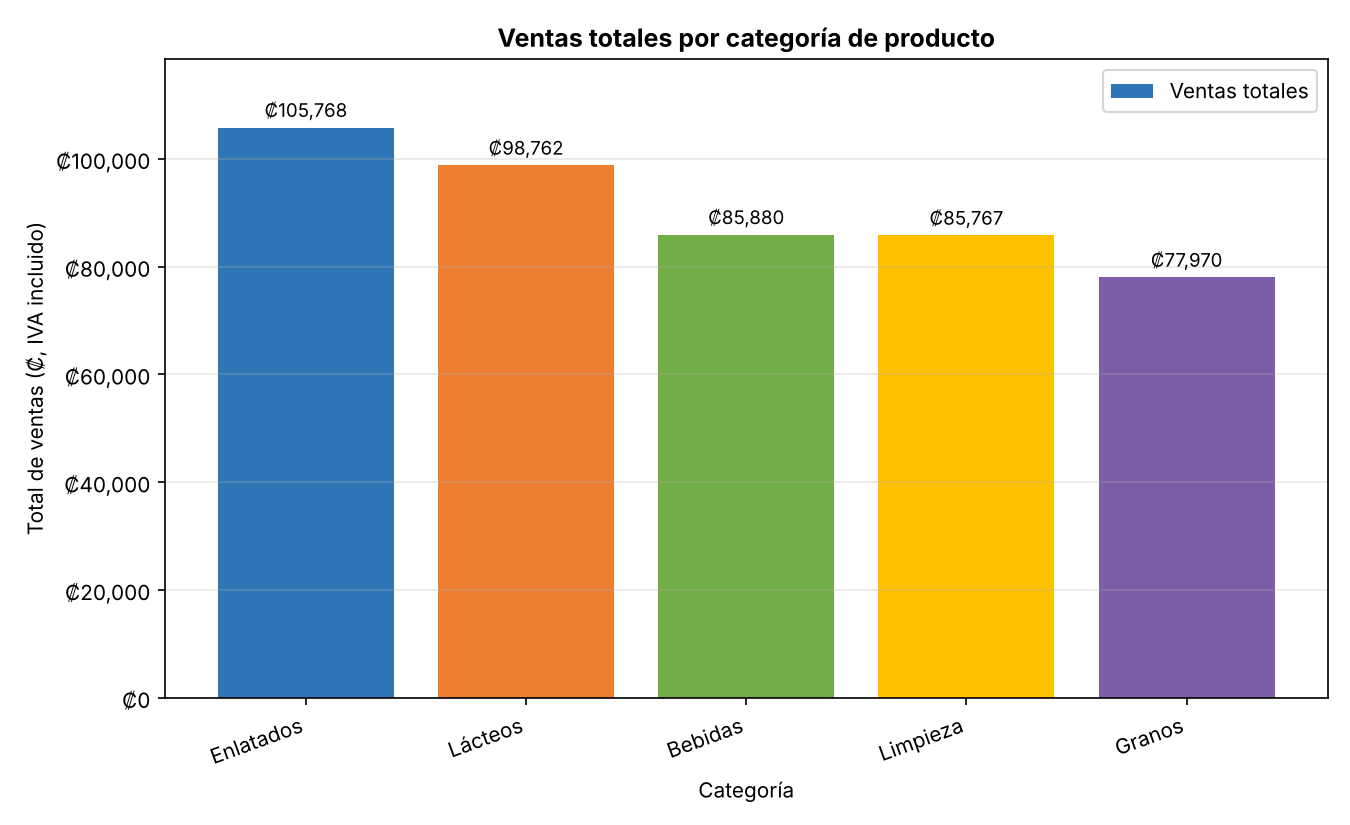 Ventas totales por categoría de producto
Ventas totales
₡105,768
₡98,762
₡85,880
₡85,767
₡77,970
₡100,000
₡80,000
₡60,000
₡40,000
₡20,000
₡0
Total de ventas (₡, IVA incluido)
Enlatados
Lácteos
Bebidas
Limpieza
Granos
Categoría